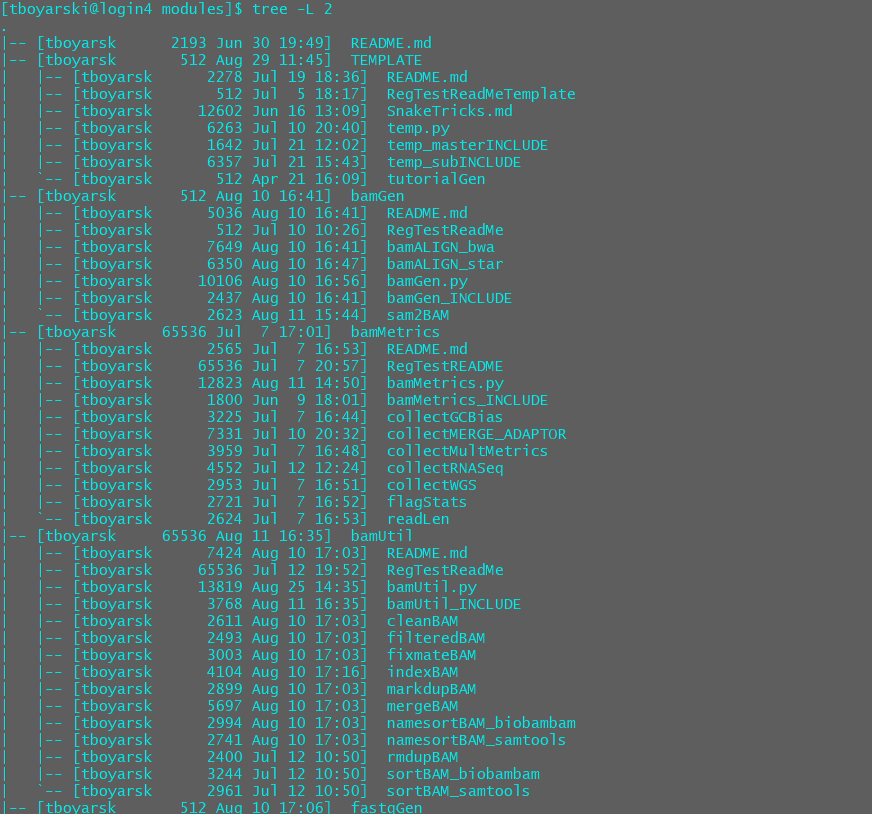 [tboyarski@login4 modules]$ tree -L 2
.
|-- [tboyarsk      2193 Jun 30 19:49]  README.md
|-- [tboyarsk       512 Aug 29 11:45]  TEMPLATE
|   |-- [tboyarsk      2278 Jul 19 18:36]  README.md
|   |-- [tboyarsk       512 Jul  5 18:17]  RegTestReadMeTemplate
|   |-- [tboyarsk     12602 Jun 16 13:09]  SnakeTricks.md
|   |-- [tboyarsk      6263 Jul 10 20:40]  temp.py
|   |-- [tboyarsk      1642 Jul 21 12:02]  temp_masterINCLUDE
|   |-- [tboyarsk      6357 Jul 21 15:43]  temp_subINCLUDE
|   `-- [tboyarsk       512 Apr 21 16:09]  tutorialGen
|-- [tboyarsk       512 Aug 10 16:41]  bamGen
|   |-- [tboyarsk      5036 Aug 10 16:41]  README.md
|   |-- [tboyarsk       512 Jul 10 10:26]  RegTestReadMe
|   |-- [tboyarsk      7649 Aug 10 16:41]  bamALIGN_bwa
|   |-- [tboyarsk      6350 Aug 10 16:47]  bamALIGN_star
|   |-- [tboyarsk     10106 Aug 10 16:56]  bamGen.py
|   |-- [tboyarsk      2437 Aug 10 16:41]  bamGen_INCLUDE
|   `-- [tboyarsk      2623 Aug 11 15:44]  sam2BAM
|-- [tboyarsk     65536 Jul  7 17:01]  bamMetrics
|   |-- [tboyarsk      2565 Jul  7 16:53]  README.md
|   |-- [tboyarsk     65536 Jul  7 20:57]  RegTestREADME
|   |-- [tboyarsk     12823 Aug 11 14:50]  bamMetrics.py
|   |-- [tboyarsk      1800 Jun  9 18:01]  bamMetrics_INCLUDE
|   |-- [tboyarsk      3225 Jul  7 16:44]  collectGCBias
|   |-- [tboyarsk      7331 Jul 10 20:32]  collectMERGE_ADAPTOR
|   |-- [tboyarsk      3959 Jul  7 16:48]  collectMultMetrics
|   |-- [tboyarsk      4552 Jul 12 12:24]  collectRNASeq
|   |-- [tboyarsk      2953 Jul  7 16:51]  collectWGS
|   |-- [tboyarsk      2721 Jul  7 16:52]  flagStats
|   `-- [tboyarsk      2624 Jul  7 16:53]  readLen
|-- [tboyarsk     65536 Aug 11 16:35]  bamUtil
|   |-- [tboyarsk      7424 Aug 10 17:03]  README.md
|   |-- [tboyarsk     65536 Jul 12 19:52]  RegTestReadMe
|   |-- [tboyarsk     13819 Aug 25 14:35]  bamUtil.py
|   |-- [tboyarsk      3768 Aug 11 16:35]  bamUtil_INCLUDE
|   |-- [tboyarsk      2611 Aug 10 17:03]  cleanBAM
|   |-- [tboyarsk      2493 Aug 10 17:03]  filteredBAM
|   |-- [tboyarsk      3003 Aug 10 17:03]  fixmateBAM
|   |-- [tboyarsk      4104 Aug 10 17:16]  indexBAM
|   |-- [tboyarsk      2899 Aug 10 17:03]  markdupBAM
|   |-- [tboyarsk      5697 Aug 10 17:03]  mergeBAM
|   |-- [tboyarsk      2994 Aug 10 17:03]  namesortBAM_biobambam
|   |-- [tboyarsk      2741 Aug 10 17:03]  namesortBAM_samtools
|   |-- [tboyarsk      2400 Jul 12 10:50]  rmdupBAM
|   |-- [tboyarsk      3244 Jul 12 10:50]  sortBAM_biobambam
|   `-- [tboyarsk      2961 Jul 12 10:50]  sortBAM_samtools
|-- [tboyarsk       512 Aug 10 17:06]  fastqGen